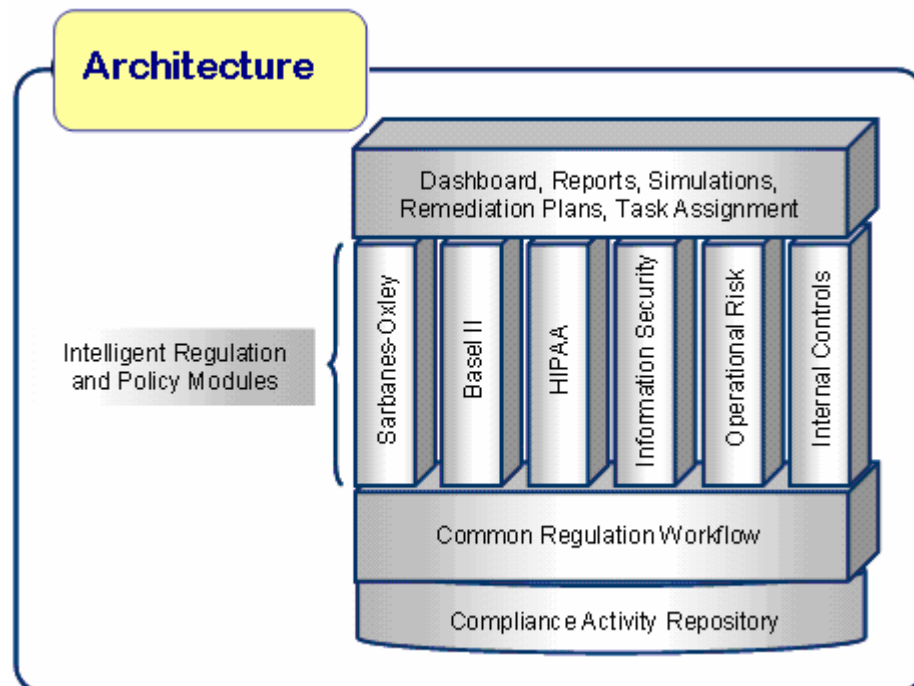 Architecture
Dashboard, Reports, Simulations,
Remediation Plans, Task Assignment
Intelligent Regulation
and Policy Modules
Sarbanes-Oxley
Basel II
HIPAA
Information Security
Operational Risk
Internal Controls
Common Regulation Workflow
Compliance Activity Repository